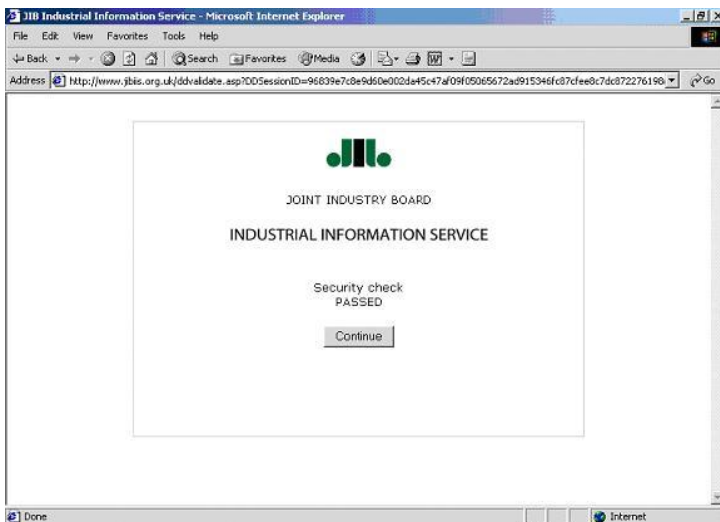 JIB Industrial Information Service - Microsoft Internet Explorer
File Edit View Favorites Tools Help
Back Search Favorites Media
Address http://www.jibis.org.uk/ddvalidate.asp?DDSessionID=96839e7c8e9d60e002da45c47af09f05065672ad915346fc87cfee8c7dc872276198 Go
JIb
JOINT INDUSTRY BOARD
INDUSTRIAL INFORMATION SERVICE
Security check
PASSED
Continue
Done Internet